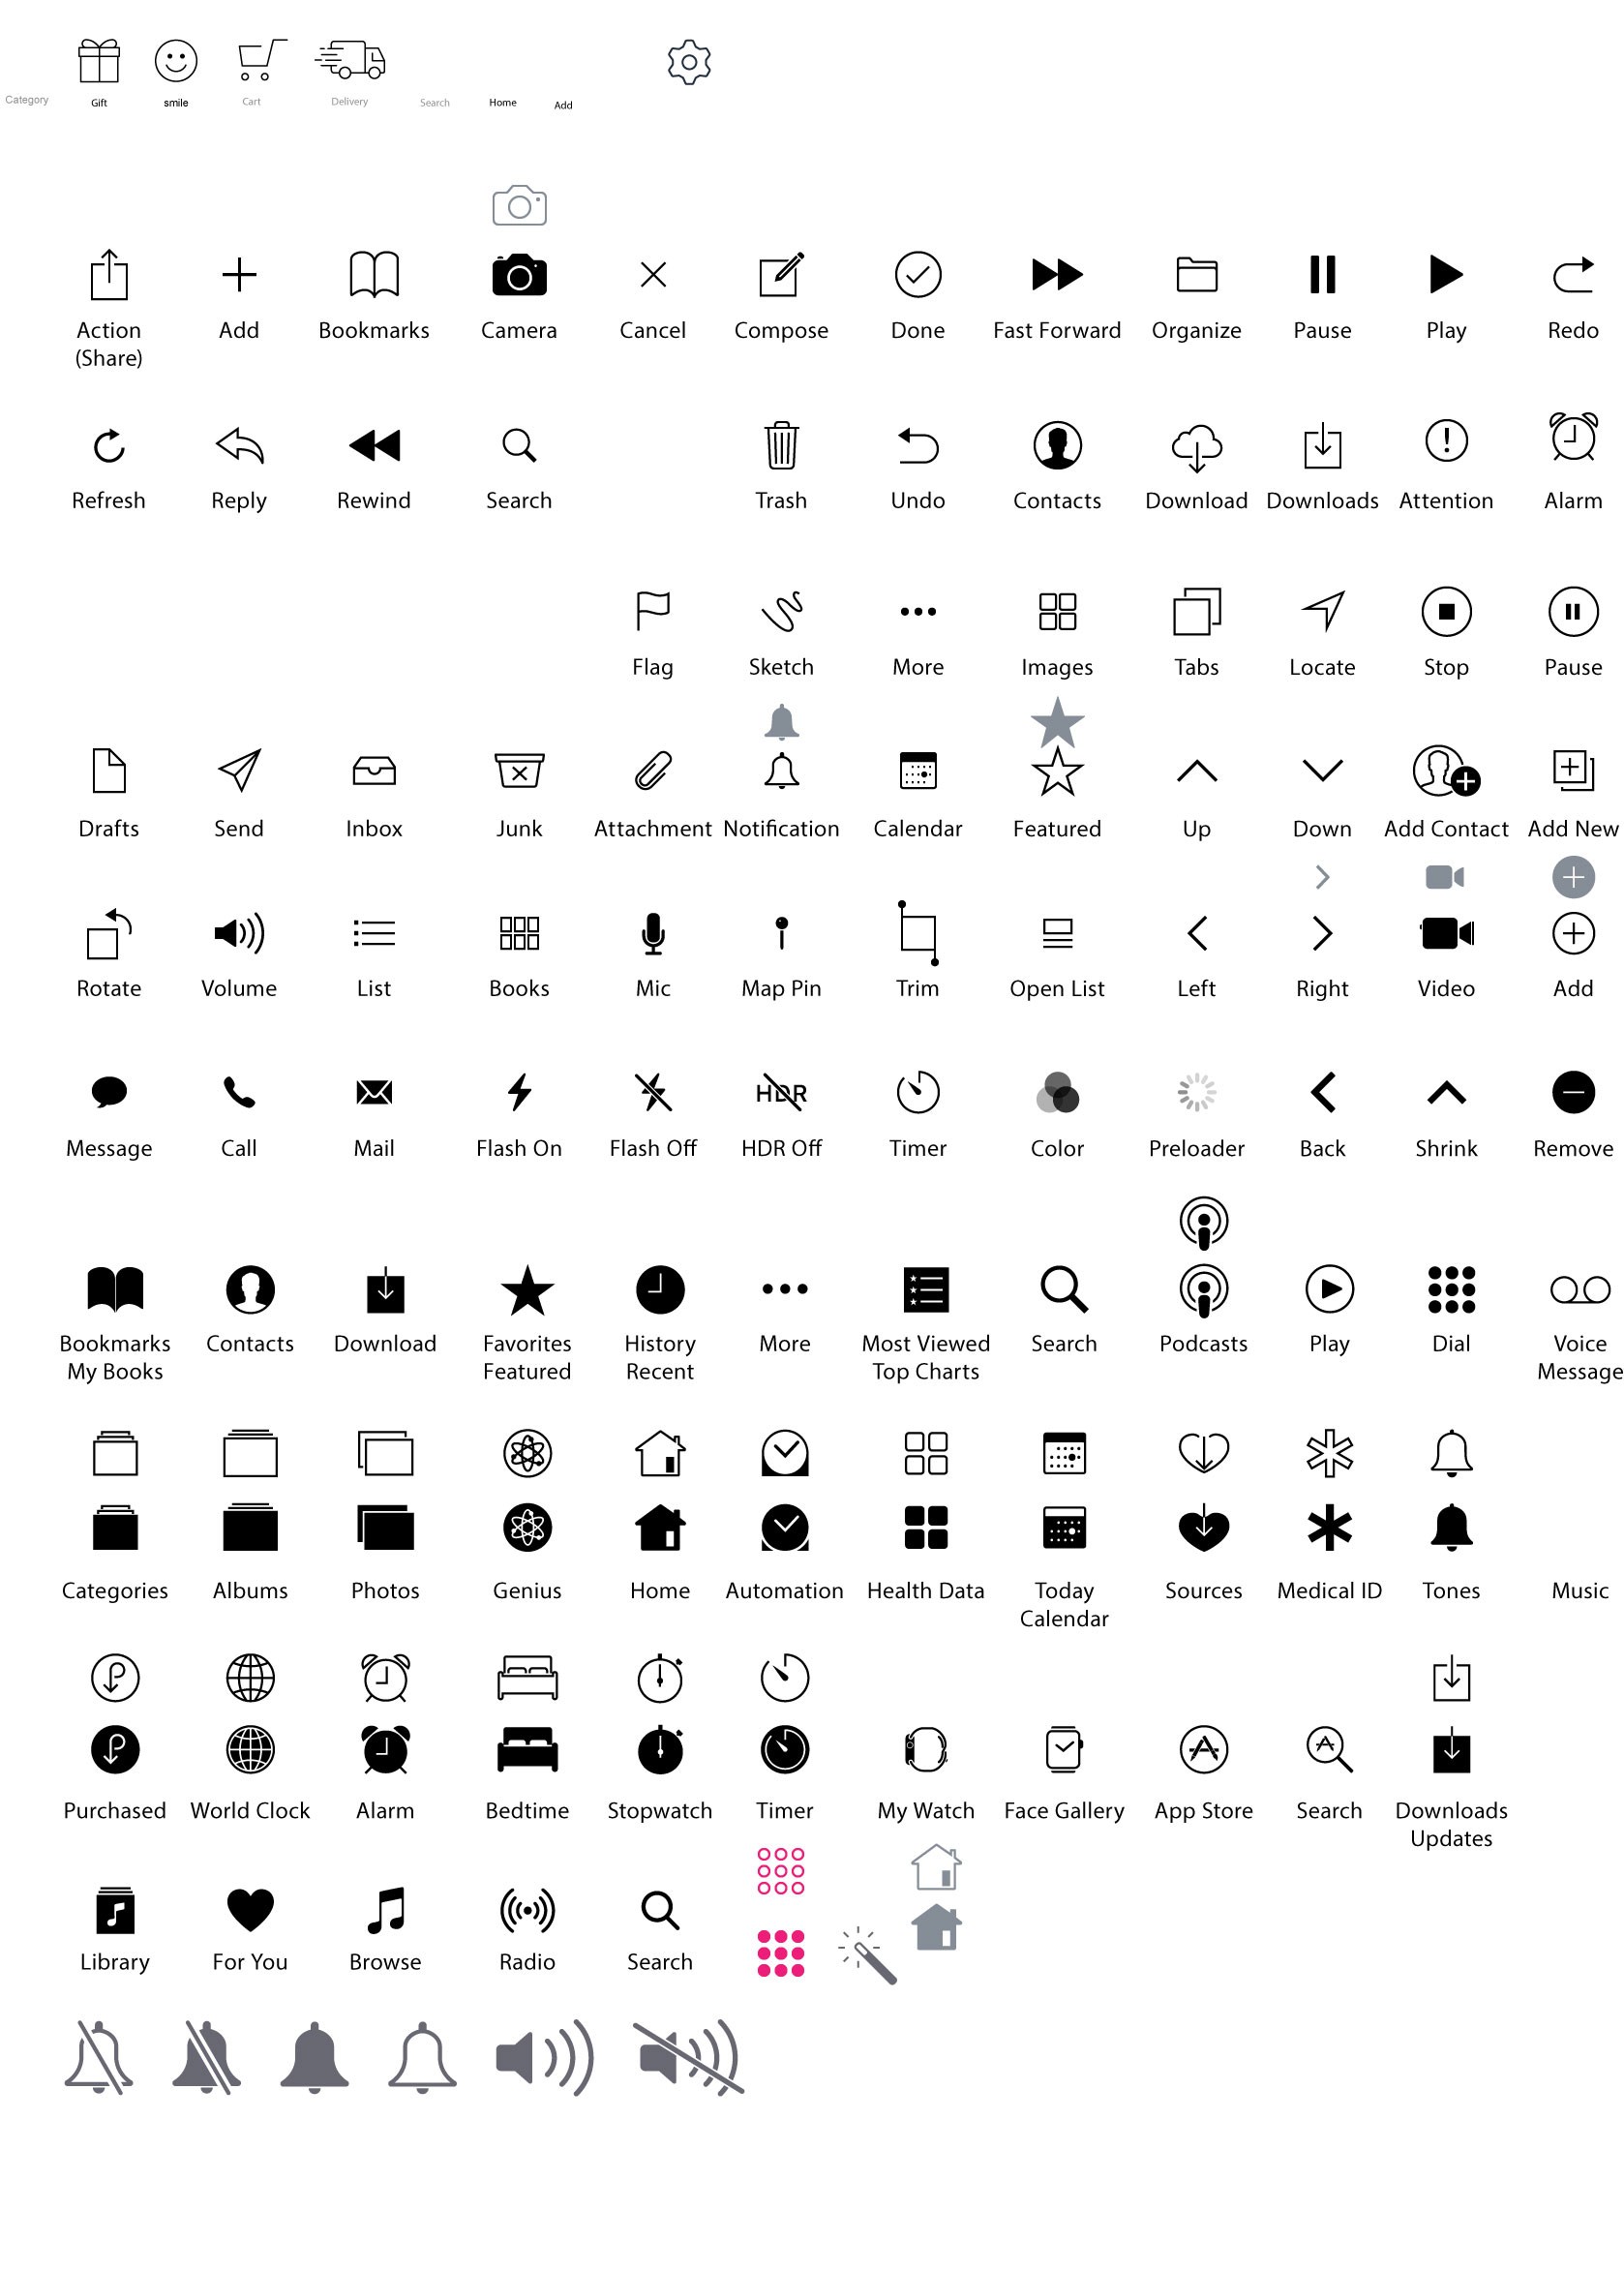 Category Gift smile Cart Delivery Search Home Add
Action Add Bookmarks Camera Cancel Compose Done Fast Forward Organize Pause Play Redo
(Share)
Refresh Reply Rewind Search Trash Undo Contacts Download Downloads Attention Alarm
Flag Sketch More Images Tabs Locate Stop Pause
Drafts Send Inbox Junk Attachment Notification Calendar Featured Up Down Add Contact Add New
Rotate Volume List Books Mic Map Pin Trim Open List Left Right Video Add
HDR
Message Call Mail Flash On Flash Off HDR Off Timer Color Preloader Back Shrink Remove
Bookmarks Contacts Download Favorites History More Most Viewed Search Podcasts Play Dial Voice
My Books Featured Recent Top Charts Message
Categories Albums Photos Genius Home Automation Health Data Today Sources Medical ID Tones Music
Calendar
Purchased World Clock Alarm Bedtime Stopwatch Timer My Watch Face Gallery App Store Search Downloads
Updates
Library For You Browse Radio Search